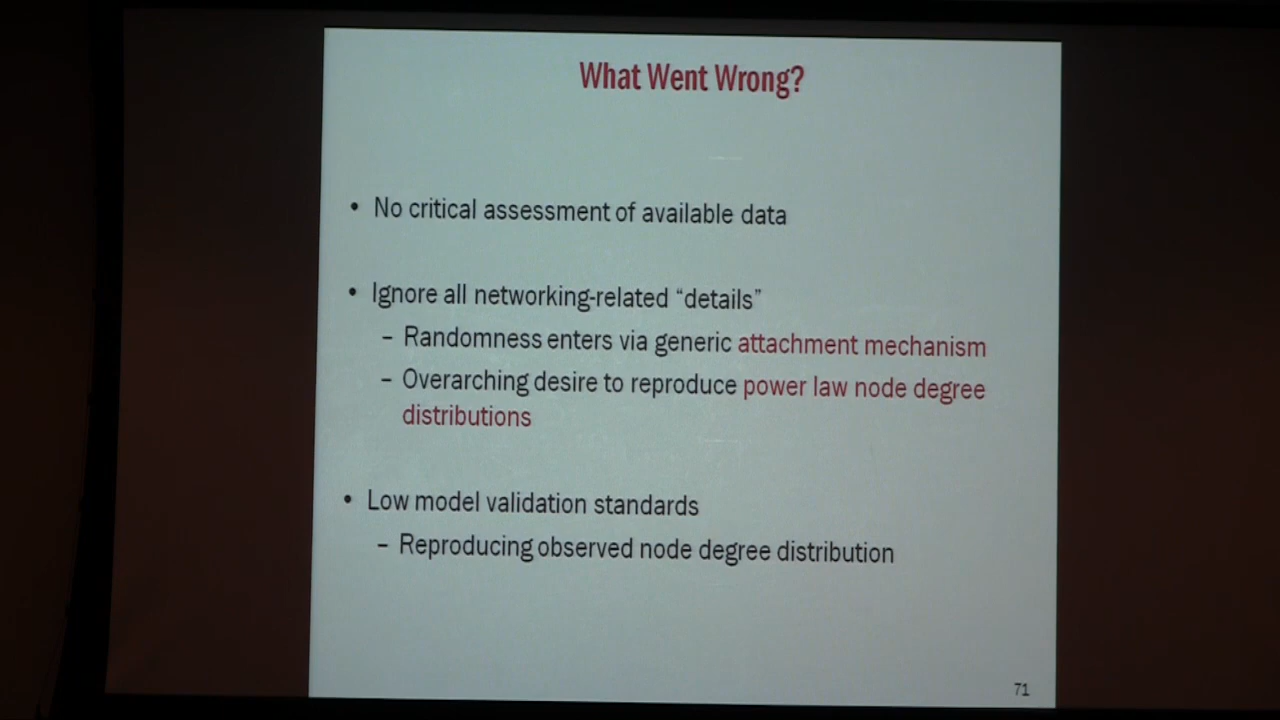 What Went Wrong?
• No critical assessment of available data
• Ignore all networking-related “details”
– Randomness enters via generic attachment mechanism
– Overarching desire to reproduce power law node degree
distributions
• Low model validation standards
– Reproducing observed node degree distribution
71